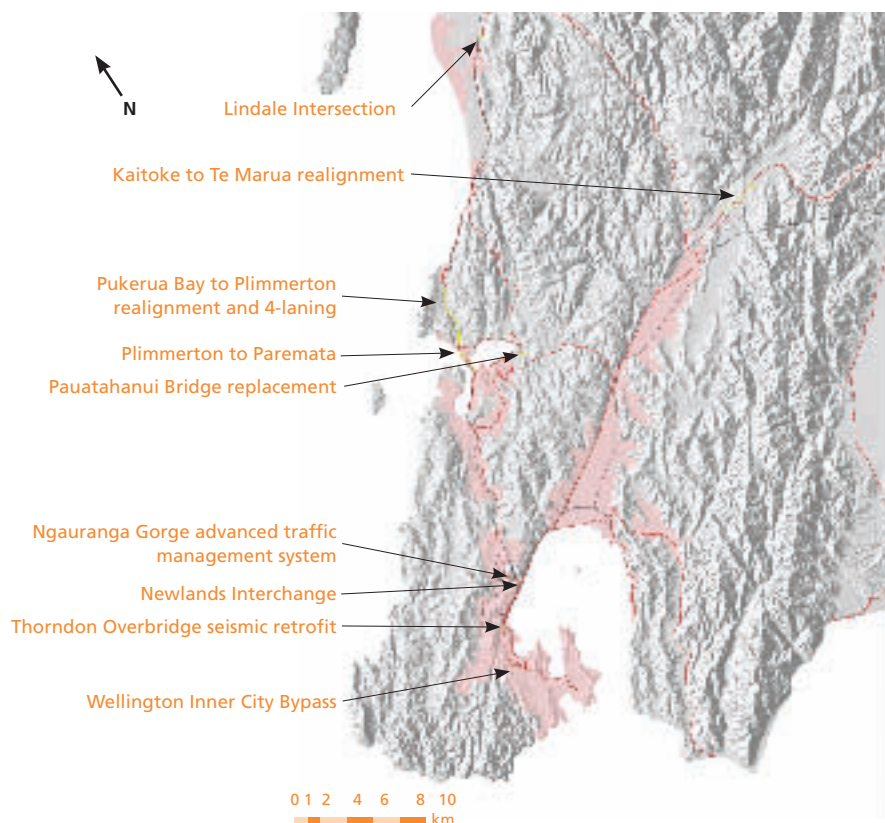 N
Lindale Intersection
Kaitoke to Te Marua realignment
Pukerua Bay to Plimmerton
realignment and 4-laning
Plimmerton to Paremata
Pauatahanui Bridge replacement
Ngauranga Gorge advanced traffic
management system
Newlands Interchange
Thorndon Overbridge seismic retrofit
Wellington Inner City Bypass
0 1 2 4 6 8 10
km